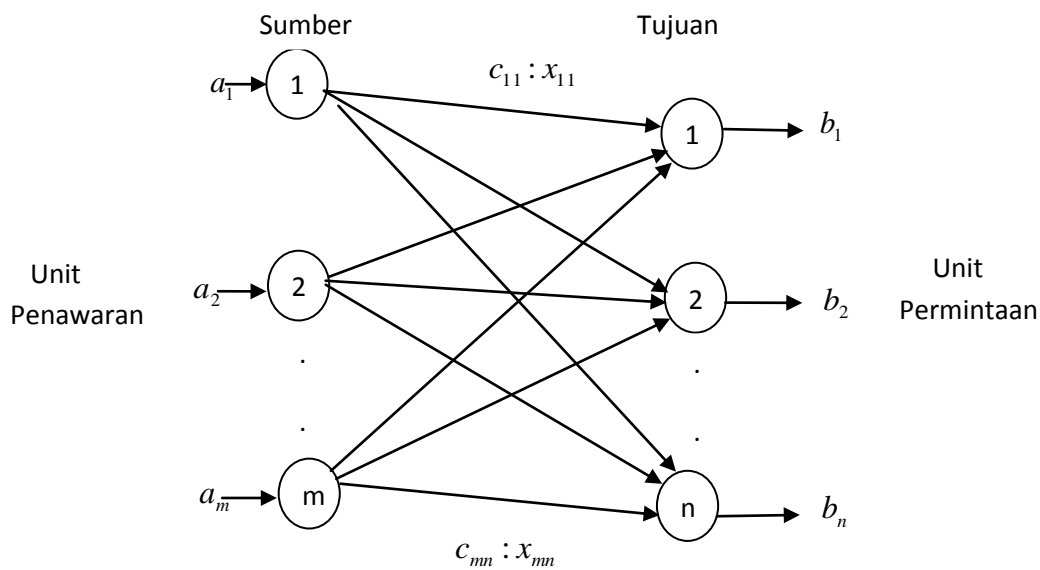 Sumber Tujuan
c₁₁ : x₁₁
a₁ 1
1 b₁
Unit
Penawaran
a₂ 2
2 b₂
Unit
Permintaan
. .
. .
aₘ m
n bₙ
cₘₙ : xₘₙ